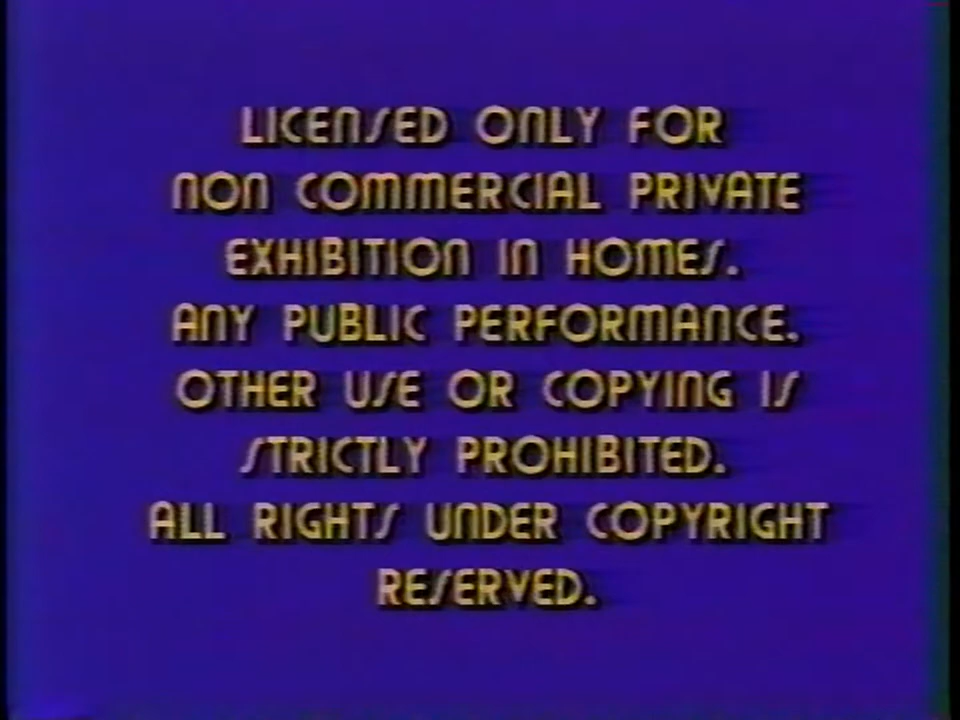 LICENSED ONLY FOR
NON COMMERCIAL PRIVATE
EXHIBITION IN HOMES.
ANY PUBLIC PERFORMANCE.
OTHER USE OR COPYING IS
STRICTLY PROHIBITED.
ALL RIGHTS UNDER COPYRIGHT
RESERVED.